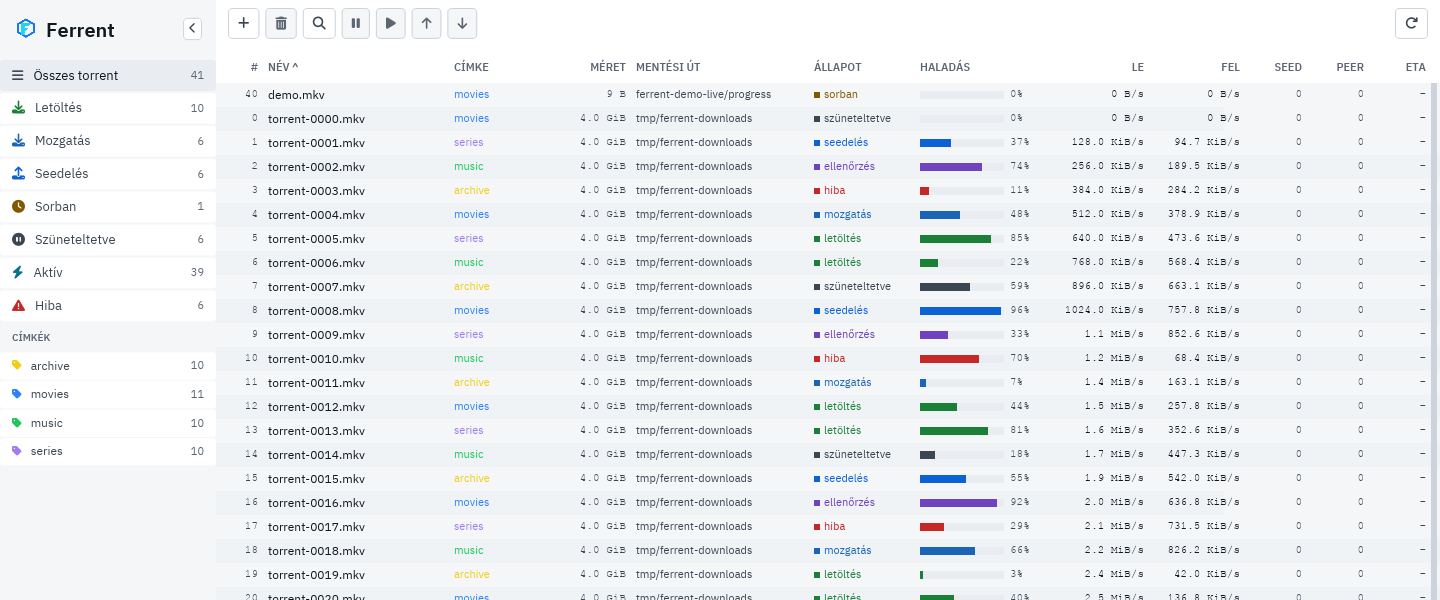 Ferrent
Összes torrent 41
Letöltés 10
Mozgatás 6
Seedelés 6
Sorban 1
Szüneteltetve 6
Aktív 39
Hiba 6
CÍMKÉK
archive 10
movies 11
music 10
series 10
# NÉV ^ CÍMKE MÉRET MENTÉSI ÚT ÁLLAPOT HALADÁS LE FEL SEED PEER ETA
40 demo.mkv movies 9 B ferrent-demo-live/progress sorban 0% 0 B/s 0 B/s 0 0 –
0 torrent-0000.mkv movies 4.0 GiB tmp/ferrent-downloads szüneteltetve 0% 0 B/s 0 B/s 0 0 –
1 torrent-0001.mkv series 4.0 GiB tmp/ferrent-downloads seedelés 37% 128.0 KiB/s 94.7 KiB/s 0 0 –
2 torrent-0002.mkv music 4.0 GiB tmp/ferrent-downloads ellenőrzés 74% 256.0 KiB/s 189.5 KiB/s 0 0 –
3 torrent-0003.mkv archive 4.0 GiB tmp/ferrent-downloads hiba 11% 384.0 KiB/s 284.2 KiB/s 0 0 –
4 torrent-0004.mkv movies 4.0 GiB tmp/ferrent-downloads mozgatás 48% 512.0 KiB/s 378.9 KiB/s 0 0 –
5 torrent-0005.mkv series 4.0 GiB tmp/ferrent-downloads letöltés 85% 640.0 KiB/s 473.6 KiB/s 0 0 –
6 torrent-0006.mkv music 4.0 GiB tmp/ferrent-downloads letöltés 22% 768.0 KiB/s 568.4 KiB/s 0 0 –
7 torrent-0007.mkv archive 4.0 GiB tmp/ferrent-downloads szüneteltetve 59% 896.0 KiB/s 663.1 KiB/s 0 0 –
8 torrent-0008.mkv movies 4.0 GiB tmp/ferrent-downloads seedelés 96% 1024.0 KiB/s 757.8 KiB/s 0 0 –
9 torrent-0009.mkv series 4.0 GiB tmp/ferrent-downloads ellenőrzés 33% 1.1 MiB/s 852.6 KiB/s 0 0 –
10 torrent-0010.mkv music 4.0 GiB tmp/ferrent-downloads hiba 70% 1.2 MiB/s 68.4 KiB/s 0 0 –
11 torrent-0011.mkv archive 4.0 GiB tmp/ferrent-downloads mozgatás 7% 1.4 MiB/s 163.1 KiB/s 0 0 –
12 torrent-0012.mkv movies 4.0 GiB tmp/ferrent-downloads letöltés 44% 1.5 MiB/s 257.8 KiB/s 0 0 –
13 torrent-0013.mkv series 4.0 GiB tmp/ferrent-downloads letöltés 81% 1.6 MiB/s 352.6 KiB/s 0 0 –
14 torrent-0014.mkv music 4.0 GiB tmp/ferrent-downloads szüneteltetve 18% 1.7 MiB/s 447.3 KiB/s 0 0 –
15 torrent-0015.mkv archive 4.0 GiB tmp/ferrent-downloads seedelés 55% 1.9 MiB/s 542.0 KiB/s 0 0 –
16 torrent-0016.mkv movies 4.0 GiB tmp/ferrent-downloads ellenőrzés 92% 2.0 MiB/s 636.8 KiB/s 0 0 –
17 torrent-0017.mkv series 4.0 GiB tmp/ferrent-downloads hiba 29% 2.1 MiB/s 731.5 KiB/s 0 0 –
18 torrent-0018.mkv music 4.0 GiB tmp/ferrent-downloads mozgatás 66% 2.2 MiB/s 826.2 KiB/s 0 0 –
19 torrent-0019.mkv archive 4.0 GiB tmp/ferrent-downloads letöltés 3% 2.4 MiB/s 42.0 KiB/s 0 0 –
20 torrent-0020.mkv movies 4.0 GiB tmp/ferrent-downloads letöltés 40% 2.5 MiB/s 136.8 KiB/s 0 0 –